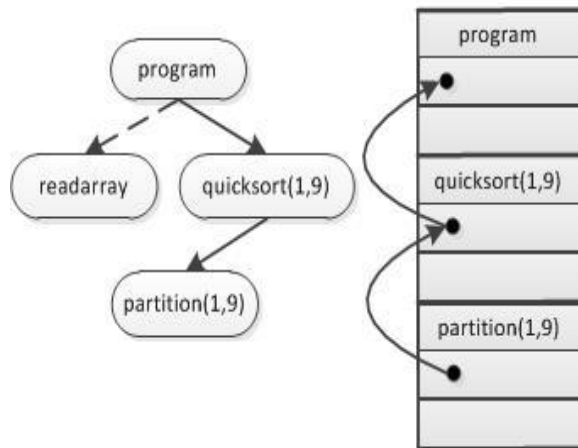 program
readarray
quicksort(1,9)
partition(1,9)
program
quicksort(1,9)
partition(1,9)